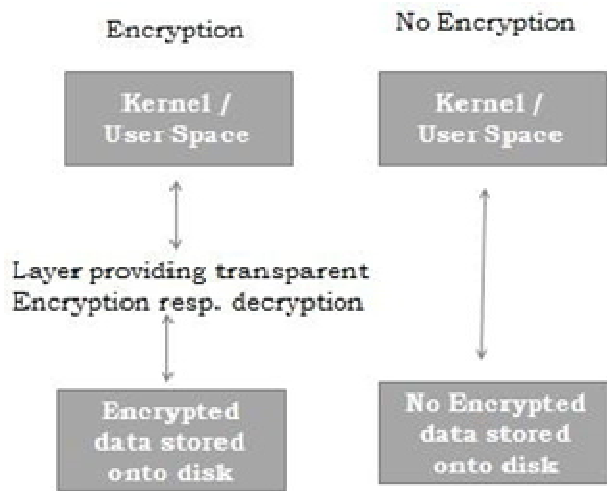 Encryption
Kernel /
User Space
Layer providing transparent
Encryption resp. decryption
Encrypted
data stored
onto disk
No Encryption
Kernel /
User Space
No Encrypted
data stored
onto disk